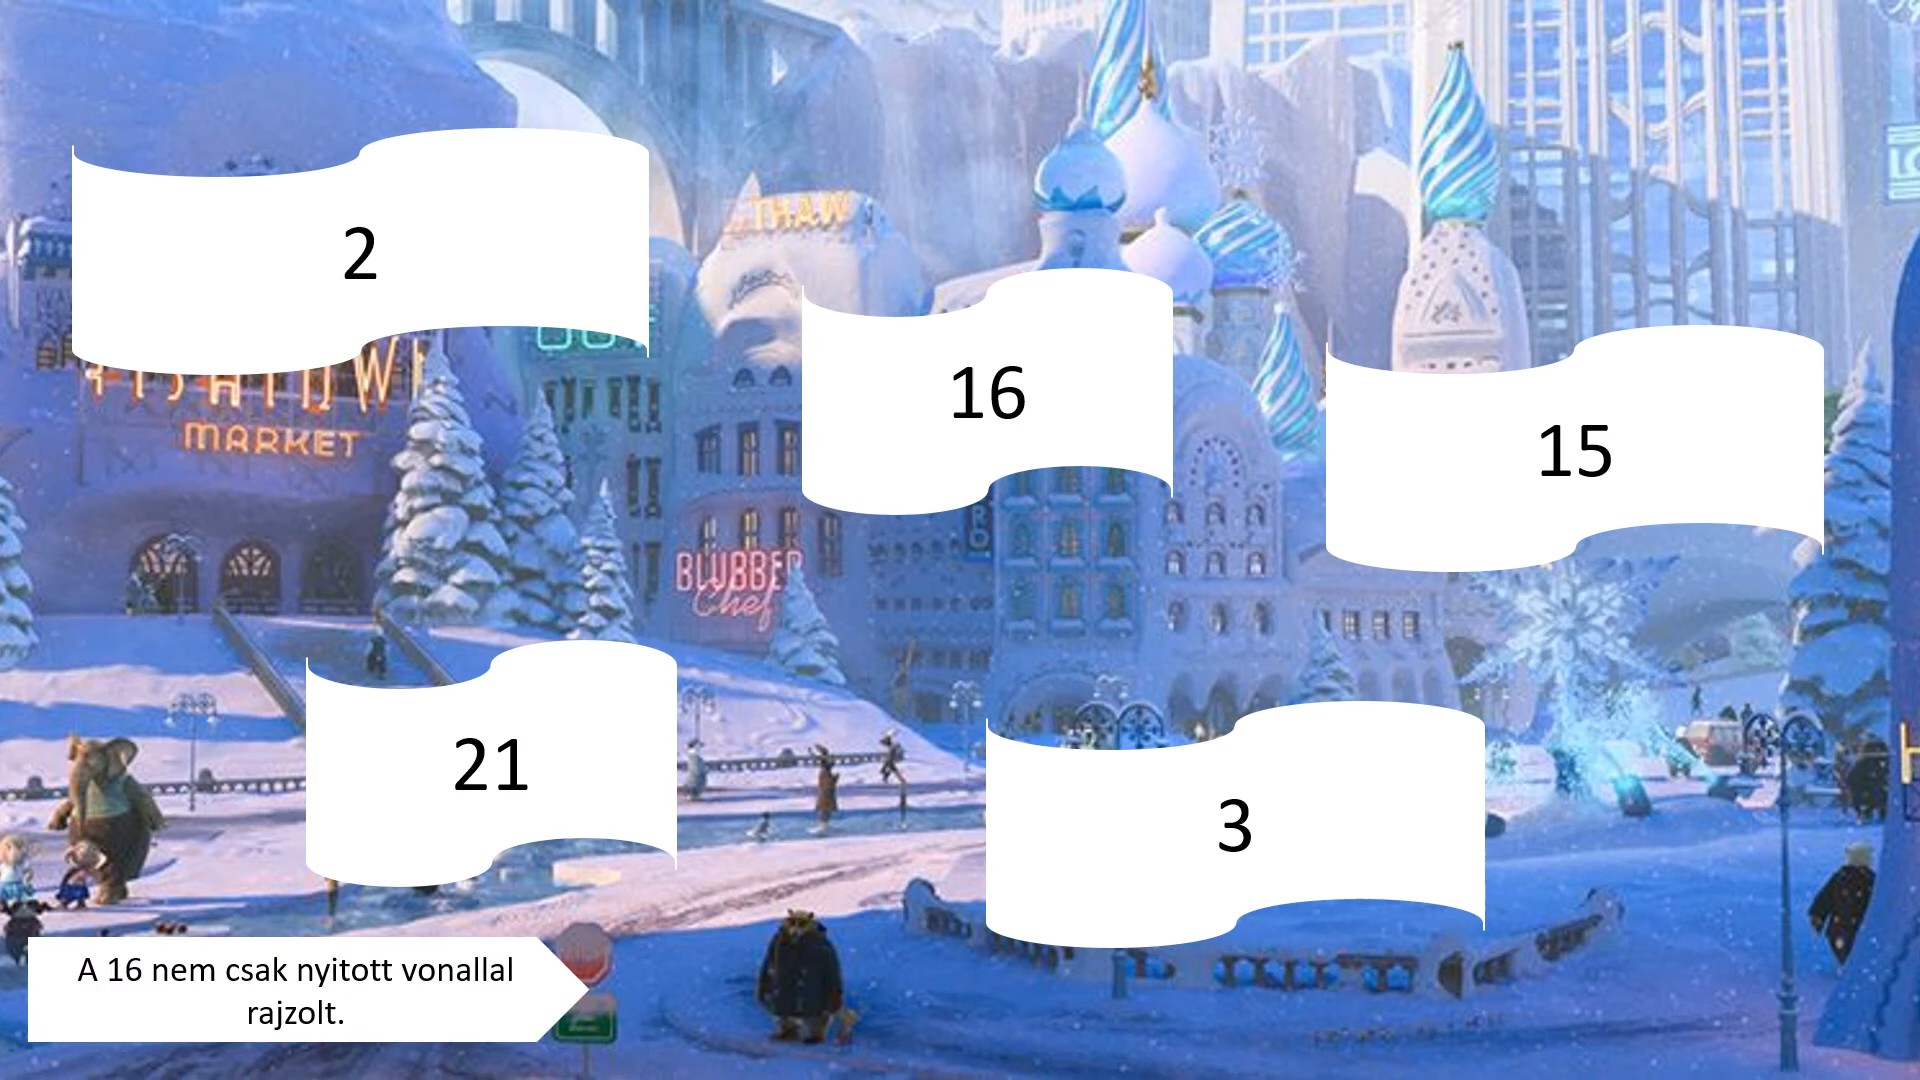 THAW
2
16
15
MARKET
BLUBBER
Chef
21
3
A 16 nem csak nyitott vonallal
rajzolt.